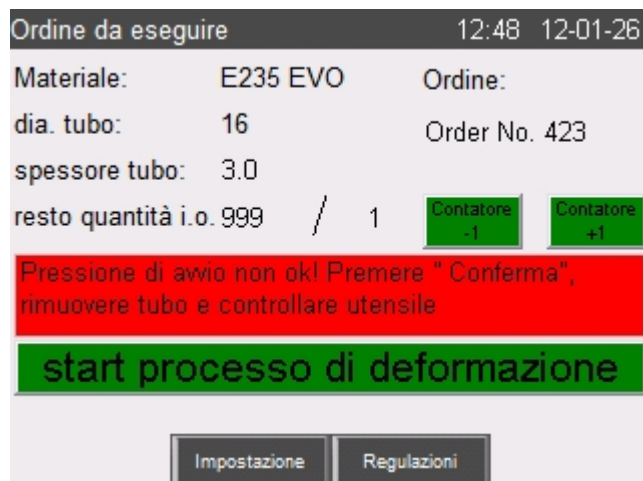 Ordine da eseguire 12:48 12-01-26
Materiale: E235 EVO Ordine:
dia. tubo: 16 Order No. 423
spessore tubo: 3.0
resto quantità i.o. 999 / 1 Contatore -1 Contatore +1
Pressione di avvio non ok! Premere " Conferma",
rimuovere tubo e controllare utensile
start processo di deformazione
Impostazione Regulazioni